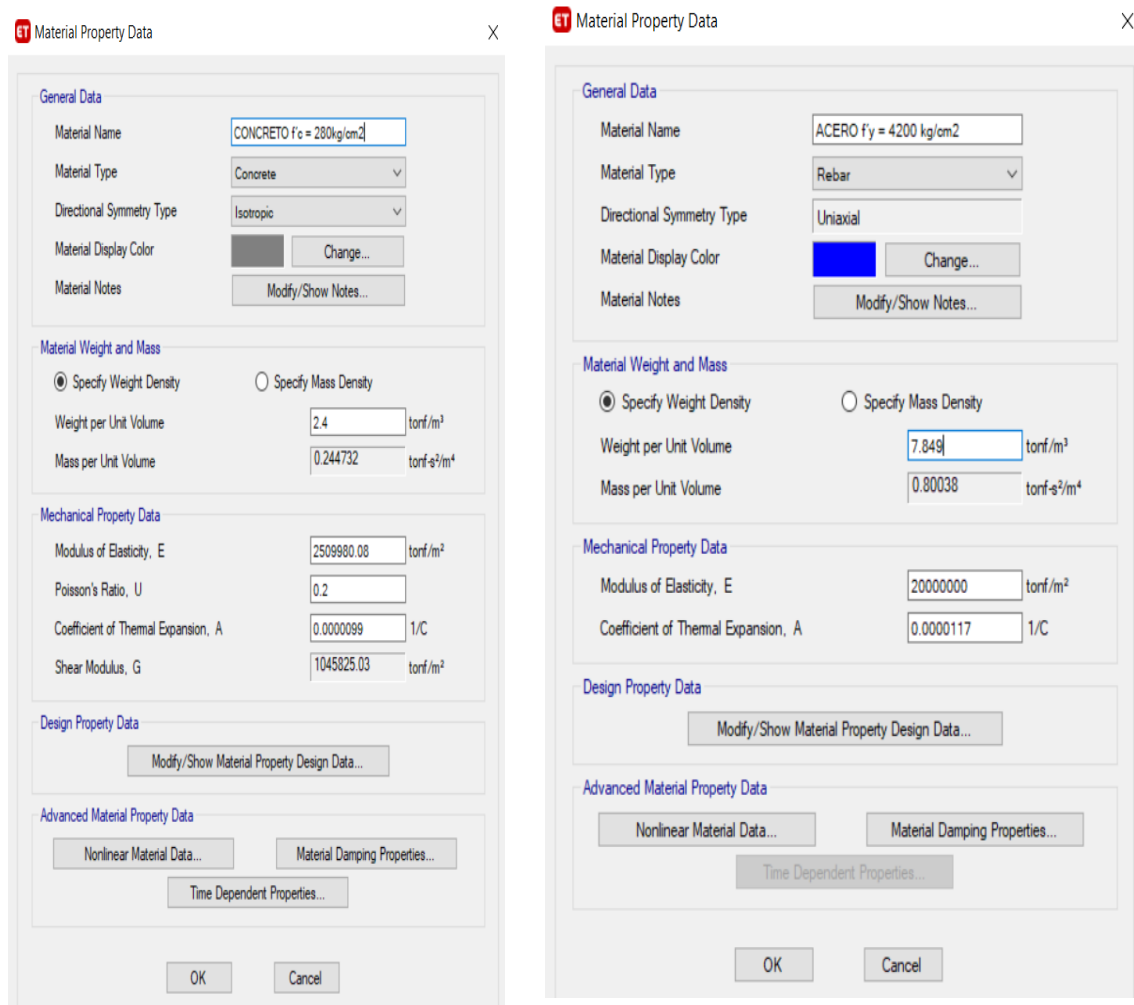 ET Material Property Data X
General Data
Material Name CONCRETO f'c = 280kg/cm2
Material Type Concrete
Directional Symmetry Type Isotropic
Material Display Color Change...
Material Notes Modify/Show Notes...
Material Weight and Mass
Specify Weight Density Specify Mass Density
Weight per Unit Volume 2.4 tonf/m³
Mass per Unit Volume 0.244732 tonf-s²/m⁴
Mechanical Property Data
Modulus of Elasticity, E 2509980.08 tonf/m²
Poisson's Ratio, U 0.2
Coefficient of Thermal Expansion, A 0.0000099 1/C
Shear Modulus, G 1045825.03 tonf/m²
Design Property Data
Modify/Show Material Property Design Data...
Advanced Material Property Data
Nonlinear Material Data... Material Damping Properties...
Time Dependent Properties...
OK Cancel
ET Material Property Data X
General Data
Material Name ACERO f'y = 4200 kg/cm2
Material Type Rebar
Directional Symmetry Type Uniaxial
Material Display Color Change...
Material Notes Modify/Show Notes...
Material Weight and Mass
Specify Weight Density Specify Mass Density
Weight per Unit Volume 7.849 tonf/m³
Mass per Unit Volume 0.80038 tonf-s²/m⁴
Mechanical Property Data
Modulus of Elasticity, E 20000000 tonf/m²
Coefficient of Thermal Expansion, A 0.0000117 1/C
Design Property Data
Modify/Show Material Property Design Data...
Advanced Material Property Data
Nonlinear Material Data... Material Damping Properties...
Time Dependent Properties...
OK Cancel